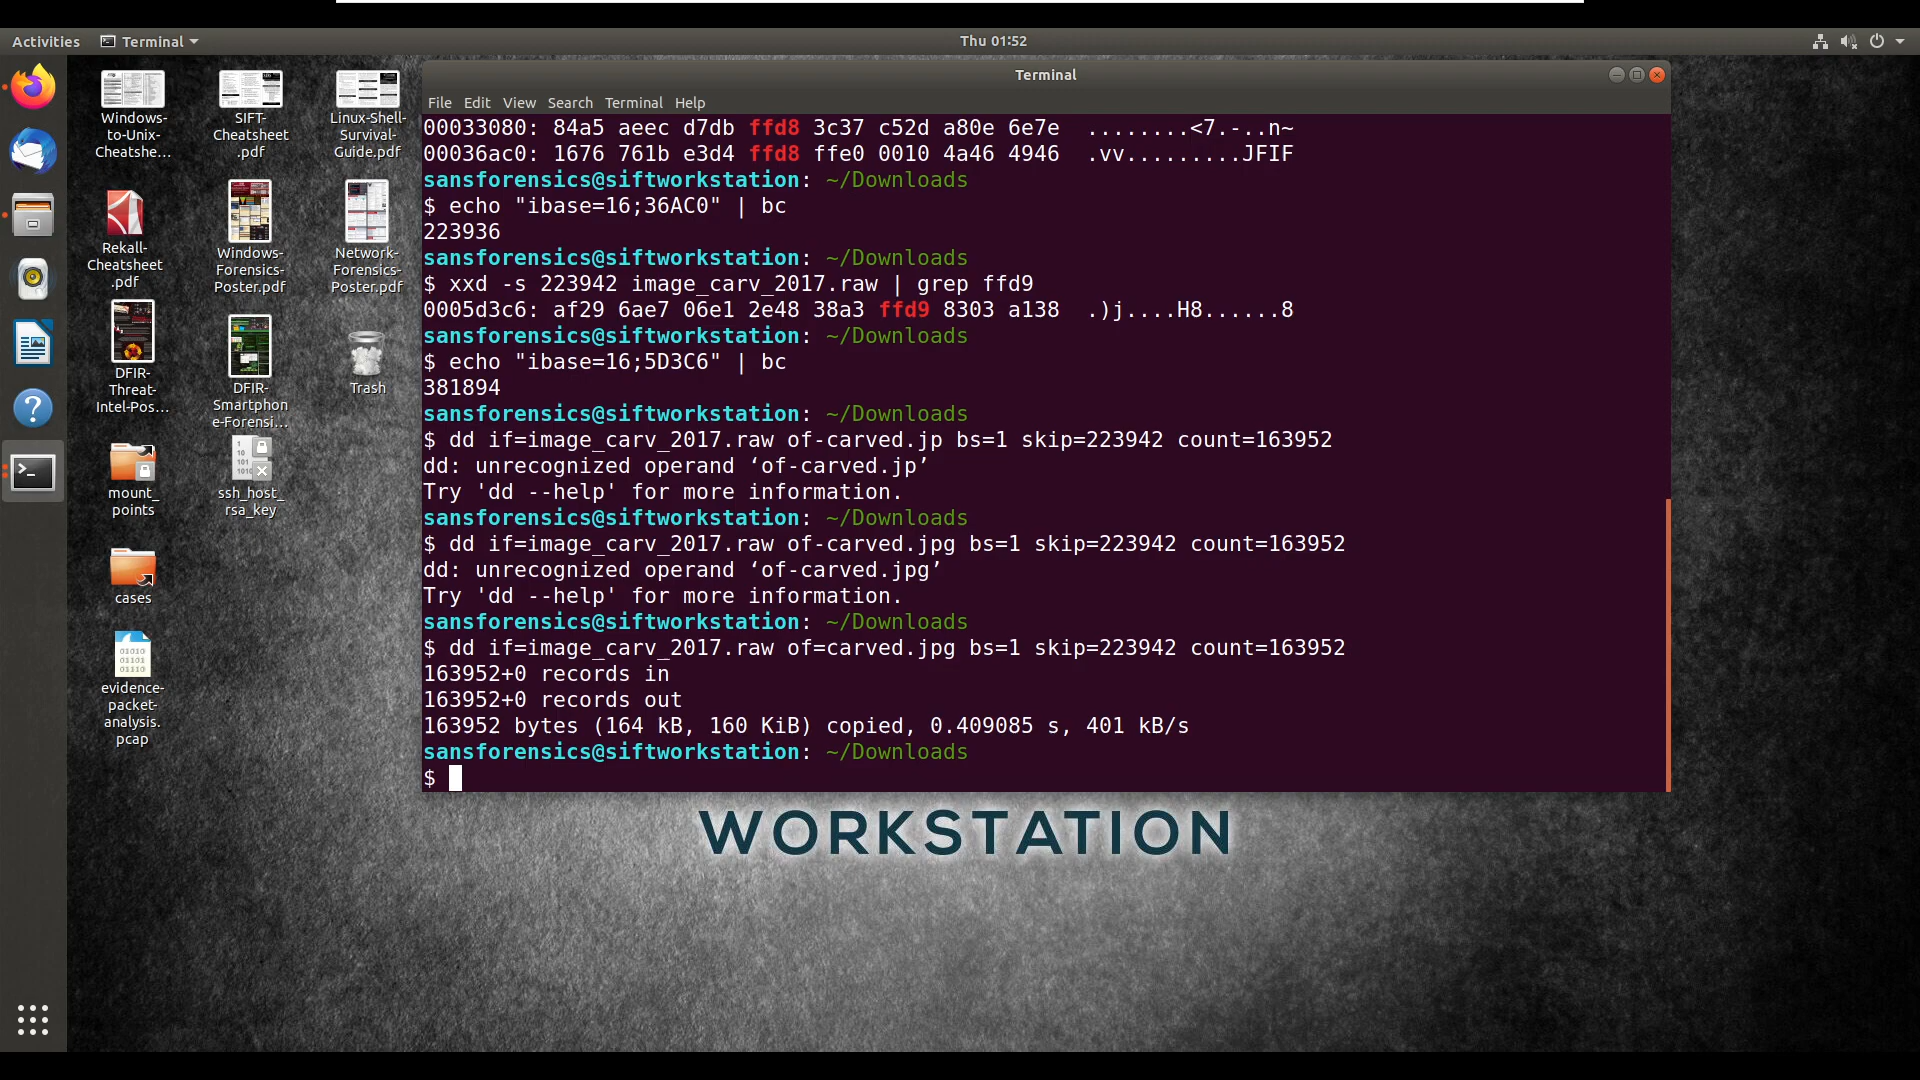 Activities
Terminal
Thu 01:52
Windows-
to-Unix-
Cheatshe...
SIFT-
Cheatsheet
.pdf
Linux-Shell-
Survival-
Guide.pdf
Rekall-
Cheatsheet
.pdf
Windows-
Forensics-
Poster.pdf
Network-
Forensics-
Poster.pdf
DFIR-
Threat-
Intel-Pos...
DFIR-
Smartphon
e-Forensi...
Trash
mount_
points
ssh_host_
rsa_key
cases
evidence-
packet-
analysis.
pcap
Terminal
File Edit View Search Terminal Help
00033080: 84a5 aeec d7db ffd8 3c37 c52d a80e 6e7e  ........<7.-..n~
00036ac0: 1676 761b e3d4 ffd8 ffe0 0010 4a46 4946  .vv.........JFIF
sansforensics@siftworkstation: ~/Downloads
$ echo "ibase=16;36AC0" | bc
223936
sansforensics@siftworkstation: ~/Downloads
$ xxd -s 223942 image_carv_2017.raw | grep ffd9
0005d3c6: af29 6ae7 06e1 2e48 38a3 ffd9 8303 a138  .)j....H8......8
sansforensics@siftworkstation: ~/Downloads
$ echo "ibase=16;5D3C6" | bc
381894
sansforensics@siftworkstation: ~/Downloads
$ dd if=image_carv_2017.raw of-carved.jp bs=1 skip=223942 count=163952
dd: unrecognized operand ‘of-carved.jp’
Try 'dd --help' for more information.
sansforensics@siftworkstation: ~/Downloads
$ dd if=image_carv_2017.raw of-carved.jpg bs=1 skip=223942 count=163952
dd: unrecognized operand ‘of-carved.jpg’
Try 'dd --help' for more information.
sansforensics@siftworkstation: ~/Downloads
$ dd if=image_carv_2017.raw of=carved.jpg bs=1 skip=223942 count=163952
163952+0 records in
163952+0 records out
163952 bytes (164 kB, 160 KiB) copied, 0.409085 s, 401 kB/s
sansforensics@siftworkstation: ~/Downloads
$
WORKSTATION